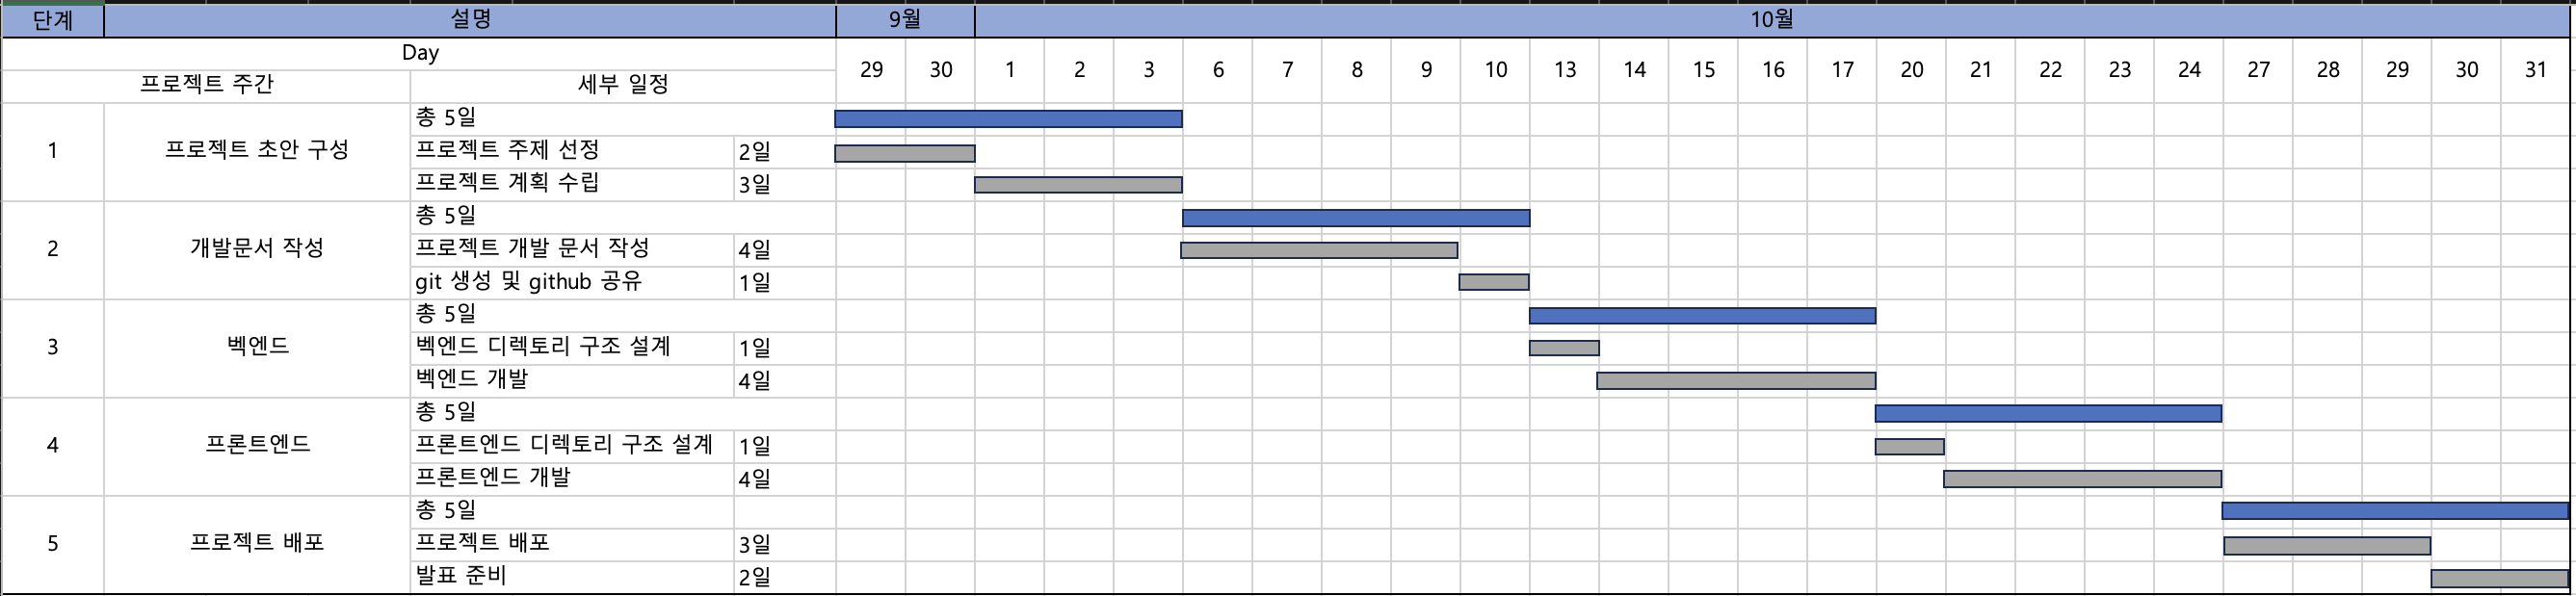 단계 설명 9월 10월
Day
29 30 1 2 3 6 7 8 9 10 13 14 15 16 17 20 21 22 23 24 27 28 29 30 31
프로젝트 주간 세부 일정
총 5일
1 프로젝트 초안 구성 프로젝트 주제 선정 2일
프로젝트 계획 수립 3일
총 5일
2 개발문서 작성 프로젝트 개발 문서 작성 4일
git 생성 및 github 공유 1일
총 5일
3 벡엔드 벡엔드 디렉토리 구조 설계 1일
벡엔드 개발 4일
총 5일
4 프론트엔드 프론트엔드 디렉토리 구조 설계 1일
프론트엔드 개발 4일
총 5일
5 프로젝트 배포 프로젝트 배포 3일
발표 준비 2일